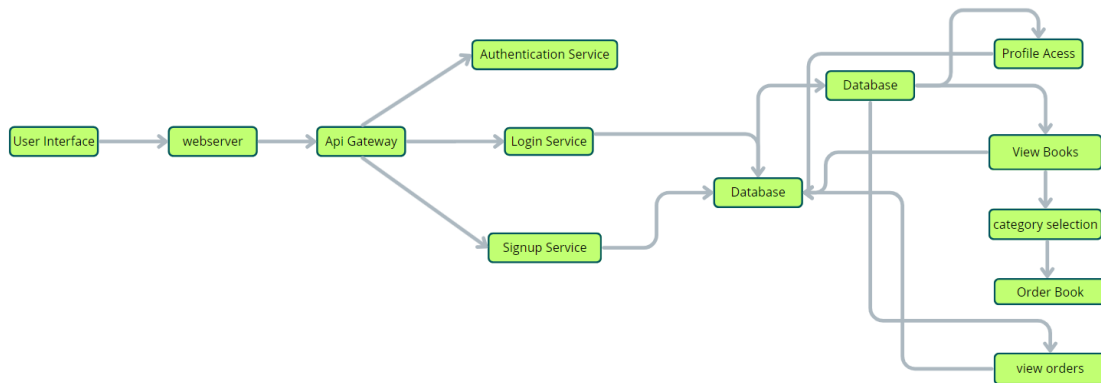 Authentication Service
Profile Acess
Database
User Interface
webserver
Api Gateway
Login Service
View Books
Database
category selection
Signup Service
Order Book
view orders